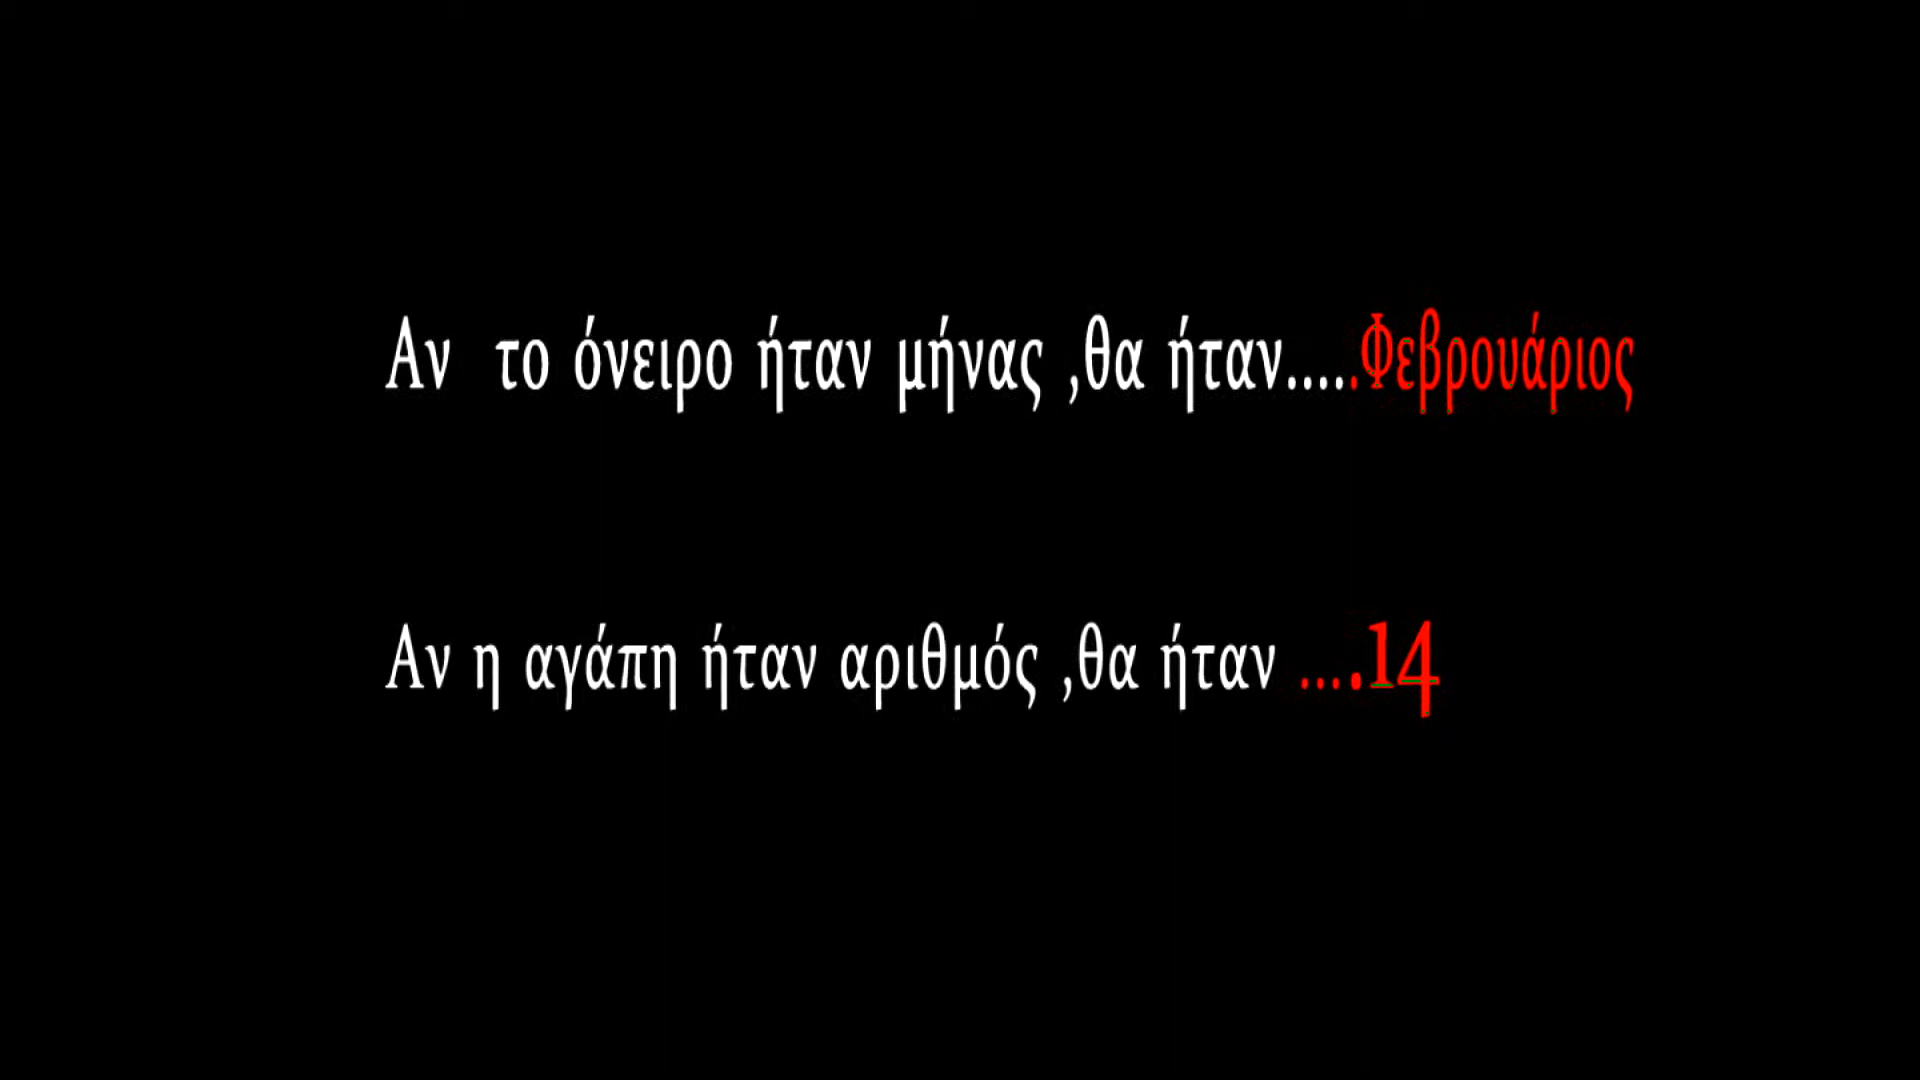 Αν  το όνειρο ήταν μήνας ,θα ήταν.....Φεβρουάριος
Αν η αγάπη ήταν αριθμός ,θα ήταν ....14